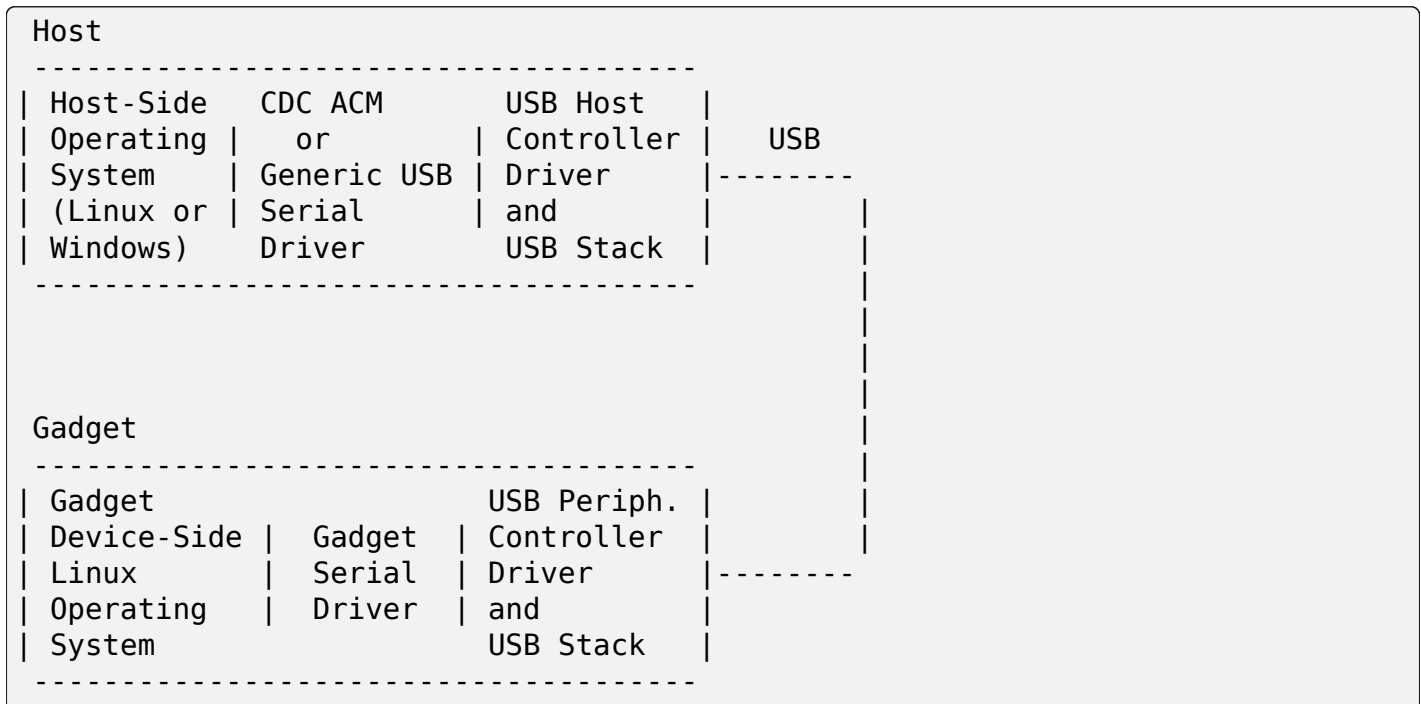 Host
--------------------------------------
| Host-Side   CDC ACM       USB Host   |
| Operating |   or        | Controller |   USB
| System    | Generic USB | Driver     |--------
| (Linux or | Serial      | and        |        |
| Windows)    Driver        USB Stack  |        |
--------------------------------------         |
|
|
|
Gadget                                         |
--------------------------------------         |
| Gadget                   USB Periph. |        |
| Device-Side |  Gadget  | Controller  |        |
| Linux       |  Serial  | Driver      |--------
| Operating   |  Driver  | and         |
| System                   USB Stack   |
--------------------------------------